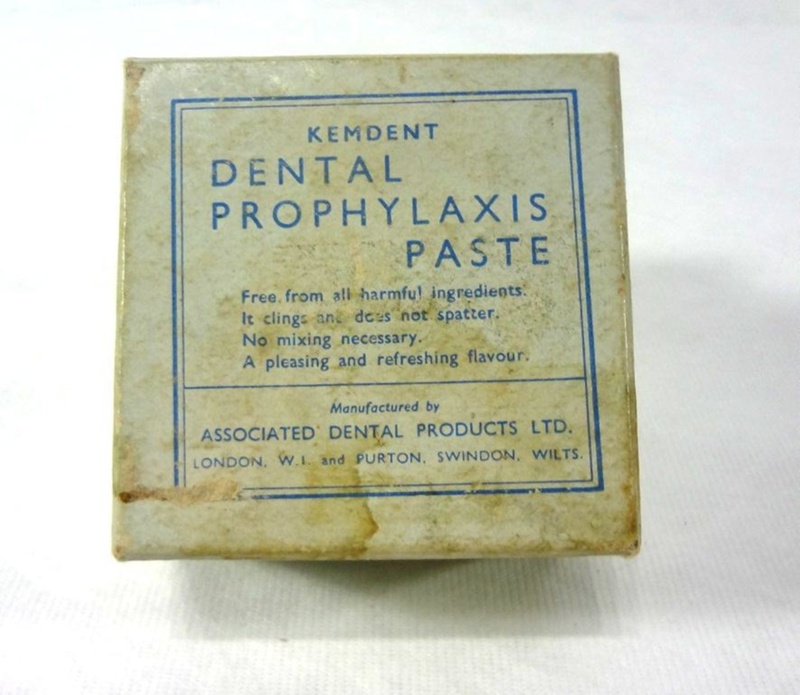 KEMDENT
DENTAL
PROPHYLAXIS
PASTE
Free from all harmful ingredients.
It clings and does not spatter.
No mixing necessary.
A pleasing and refreshing flavour.
Manufactured by
ASSOCIATED DENTAL PRODUCTS LTD.
LONDON, W.1. and PURTON, SWINDON, WILTS.